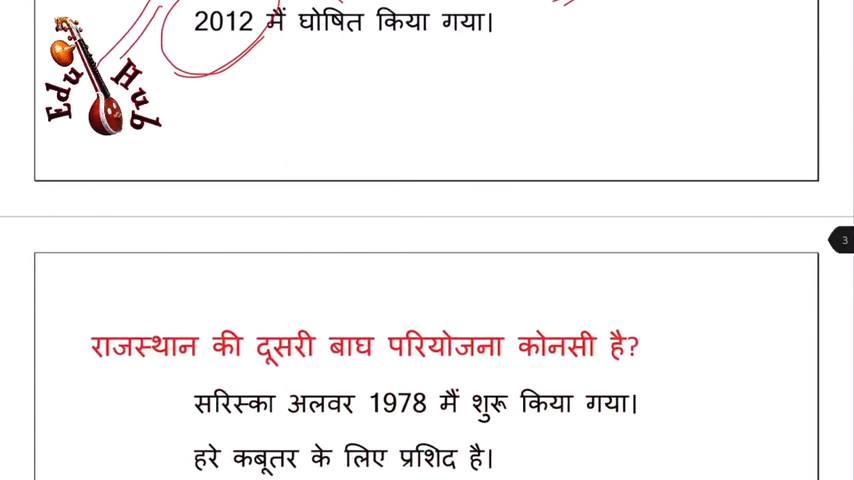 2012 मैं घोषित किया गया।
Edu Hub
3
राजस्थान की दूसरी बाघ परियोजना कोनसी है?
सरिस्का अलवर 1978 मैं शुरू किया गया।
हरे कबूतर के लिए प्रशिद है।